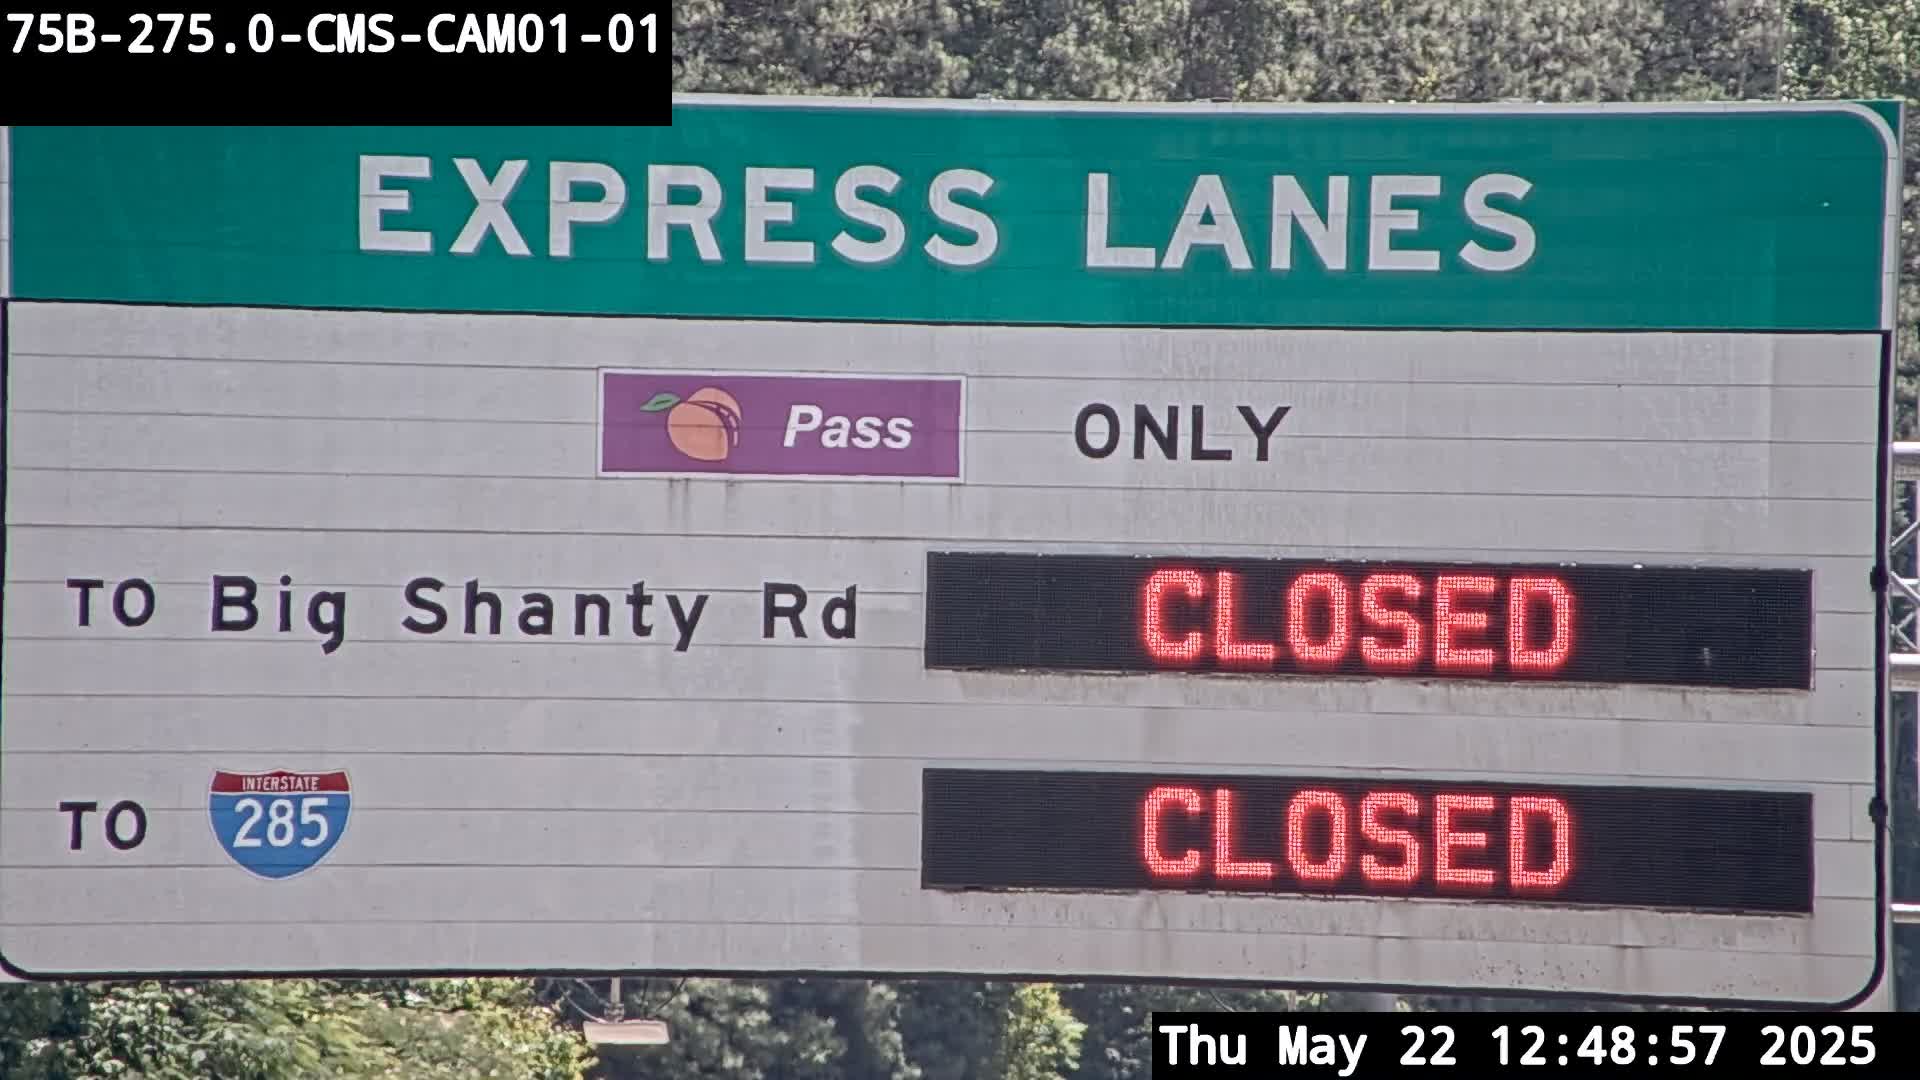 75B-275.0-CMS-CAM01-01
EXPRESS LANES
Pass ONLY
TO Big Shanty Rd CLOSED
TO INTERSTATE 285 CLOSED
Thu May 22 12:48:57 2025